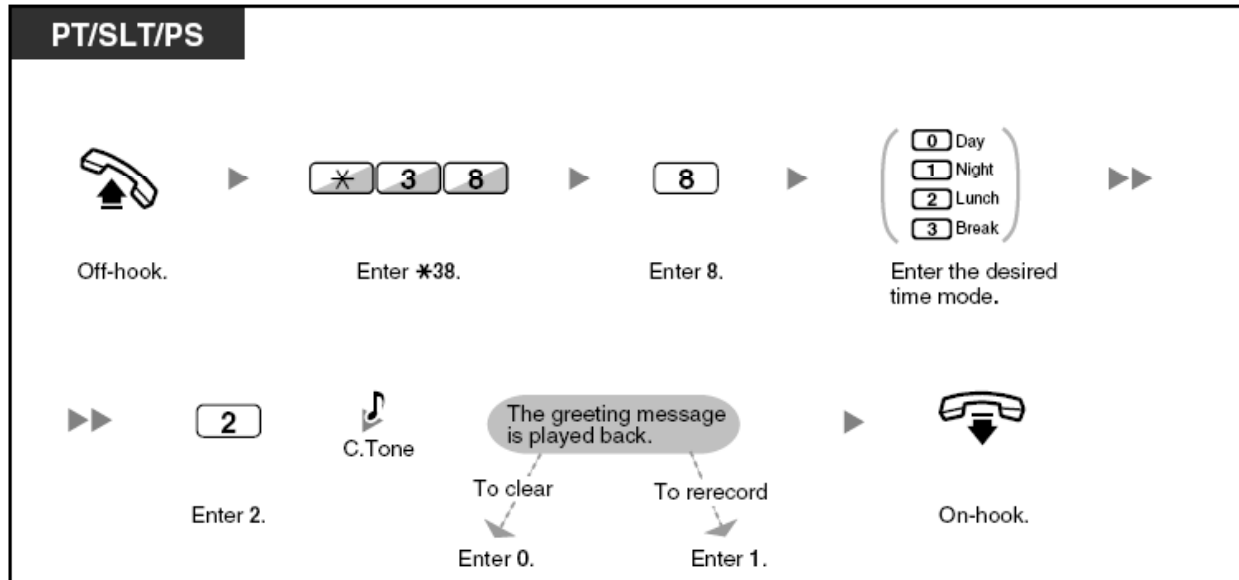 PT/SLT/PS
0 Day
1 Night
2 Lunch
3 Break
* 3 8
8
Off-hook.
Enter *38.
Enter 8.
Enter the desired
time mode.
2
C.Tone
The greeting message
is played back.
To clear
To rerecord
Enter 2.
On-hook.
Enter 0.
Enter 1.